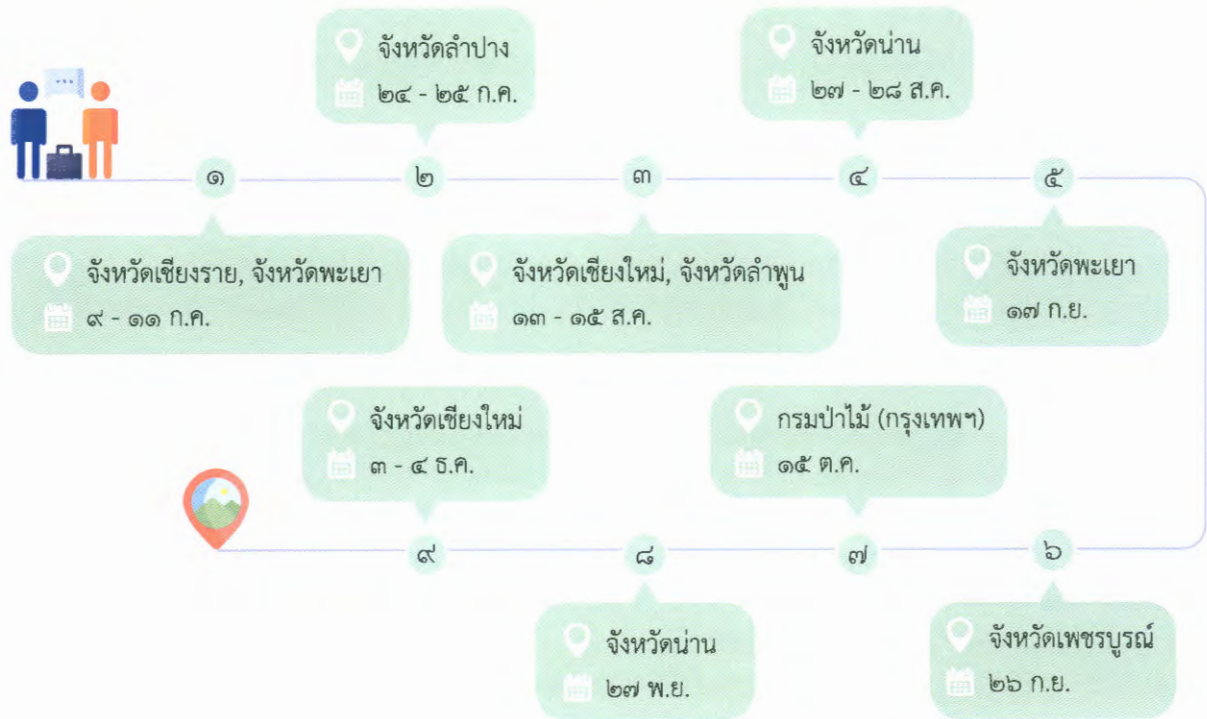 ๑
จังหวัดเชียงราย, จังหวัดพะเยา
๙ - ๑๑ ก.ค.
๒
จังหวัดลำปาง
๒๔ - ๒๕ ก.ค.
๓
จังหวัดเชียงใหม่, จังหวัดลำพูน
๑๓ - ๑๕ ส.ค.
๔
จังหวัดน่าน
๒๗ - ๒๘ ส.ค.
๕
จังหวัดพะเยา
๑๗ ก.ย.
๖
จังหวัดเพชรบูรณ์
๒๖ ก.ย.
๗
กรมป่าไม้ (กรุงเทพฯ)
๑๕ ต.ค.
๘
จังหวัดน่าน
๒๗ พ.ย.
๙
จังหวัดเชียงใหม่
๓ - ๔ ธ.ค.